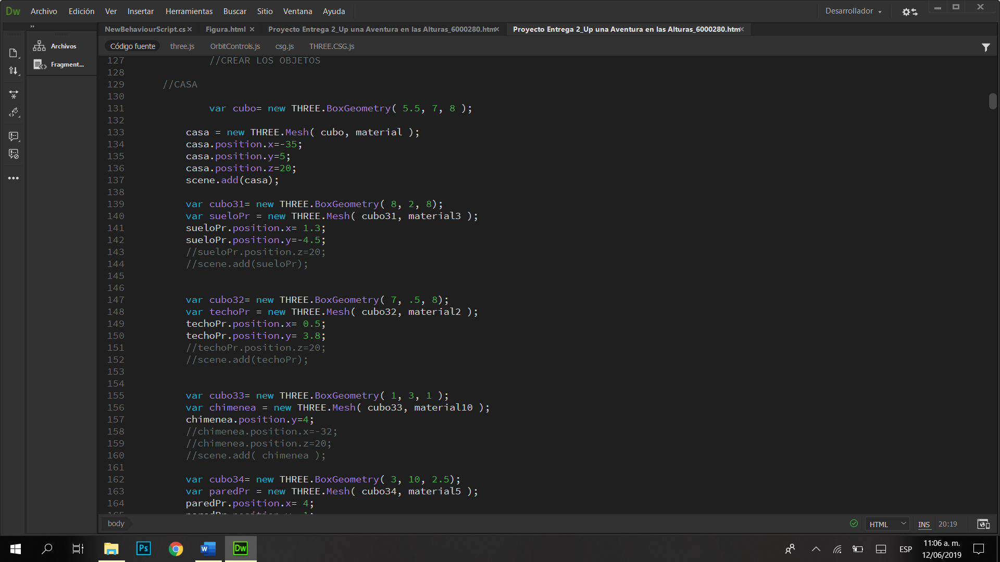 Dw Archivo Edición Ver Insertar Herramientas Buscar Sitio Ventana Ayuda Desarrollador
NewBehaviourScript.cs Figura.html Proyecto Entrega 2_Up una Aventura en las Alturas_6000280.htm Proyecto Entrega 2_Up una Aventura en las Alturas_6000280.htm
Archivos
Fragment...
Código fuente three.js OrbitControls.js csg.js THREE.CSG.js
127 //CREAR LOS OBJETOS
128
129 //CASA
130
131 var cubo= new THREE.BoxGeometry( 5.5, 7, 8 );
132
133 casa = new THREE.Mesh( cubo, material );
134 casa.position.x=-35;
135 casa.position.y=5;
136 casa.position.z=20;
137 scene.add(casa);
138
139 var cubo31= new THREE.BoxGeometry( 8, 2, 8);
140 var sueloPr = new THREE.Mesh( cubo31, material3 );
141 sueloPr.position.x= 1.3;
142 sueloPr.position.y=-4.5;
143 //sueloPr.position.z=20;
144 //scene.add(sueloPr);
145
146
147 var cubo32= new THREE.BoxGeometry( 7, .5, 8);
148 var techoPr = new THREE.Mesh( cubo32, material2 );
149 techoPr.position.x= 0.5;
150 techoPr.position.y= 3.8;
151 //techoPr.position.z=20;
152 //scene.add(techoPr);
153
154
155 var cubo33= new THREE.BoxGeometry( 1, 3, 1 );
156 var chimenea = new THREE.Mesh( cubo33, material10 );
157 chimenea.position.y=4;
158 //chimenea.position.x=-32;
159 //chimenea.position.z=20;
160 //scene.add( chimenea );
161
162 var cubo34= new THREE.BoxGeometry( 3, 10, 2.5);
163 var paredPr = new THREE.Mesh( cubo34, material5 );
164 paredPr.position.x= 4;
body HTML INS 20:19
Ps W Dw ESP 11:06 a. m.
12/06/2019